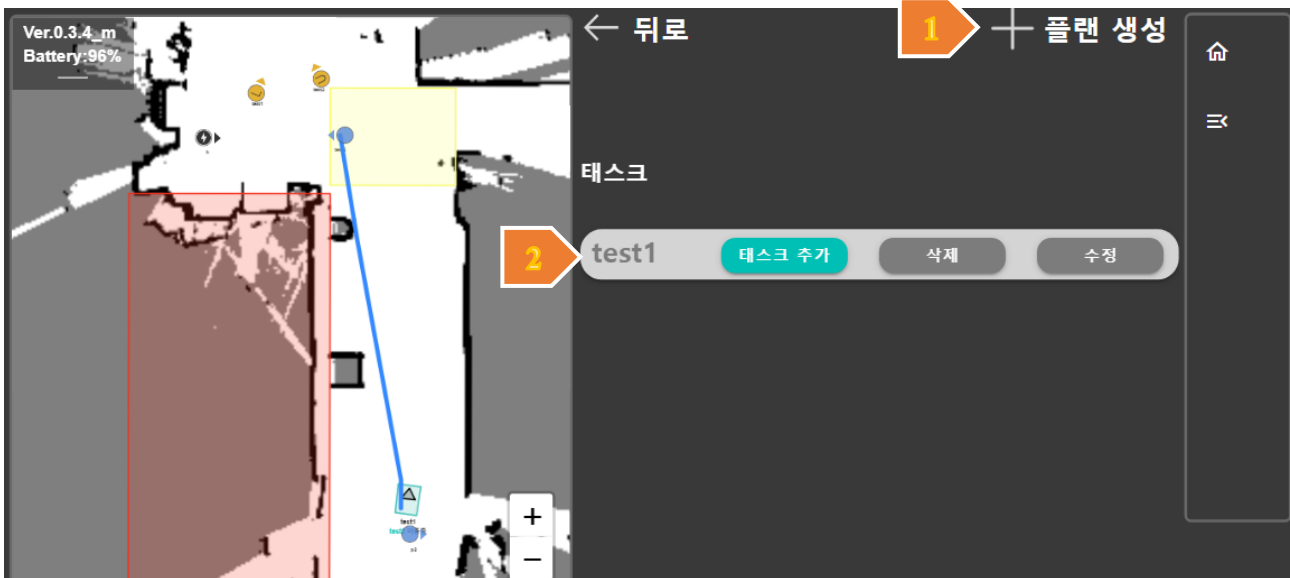 Ver.0.3.4_m
Battery:96%
뒤로
1
플랜 생성
태스크
2
test1
태스크 추가
삭제
수정
test1
+
−